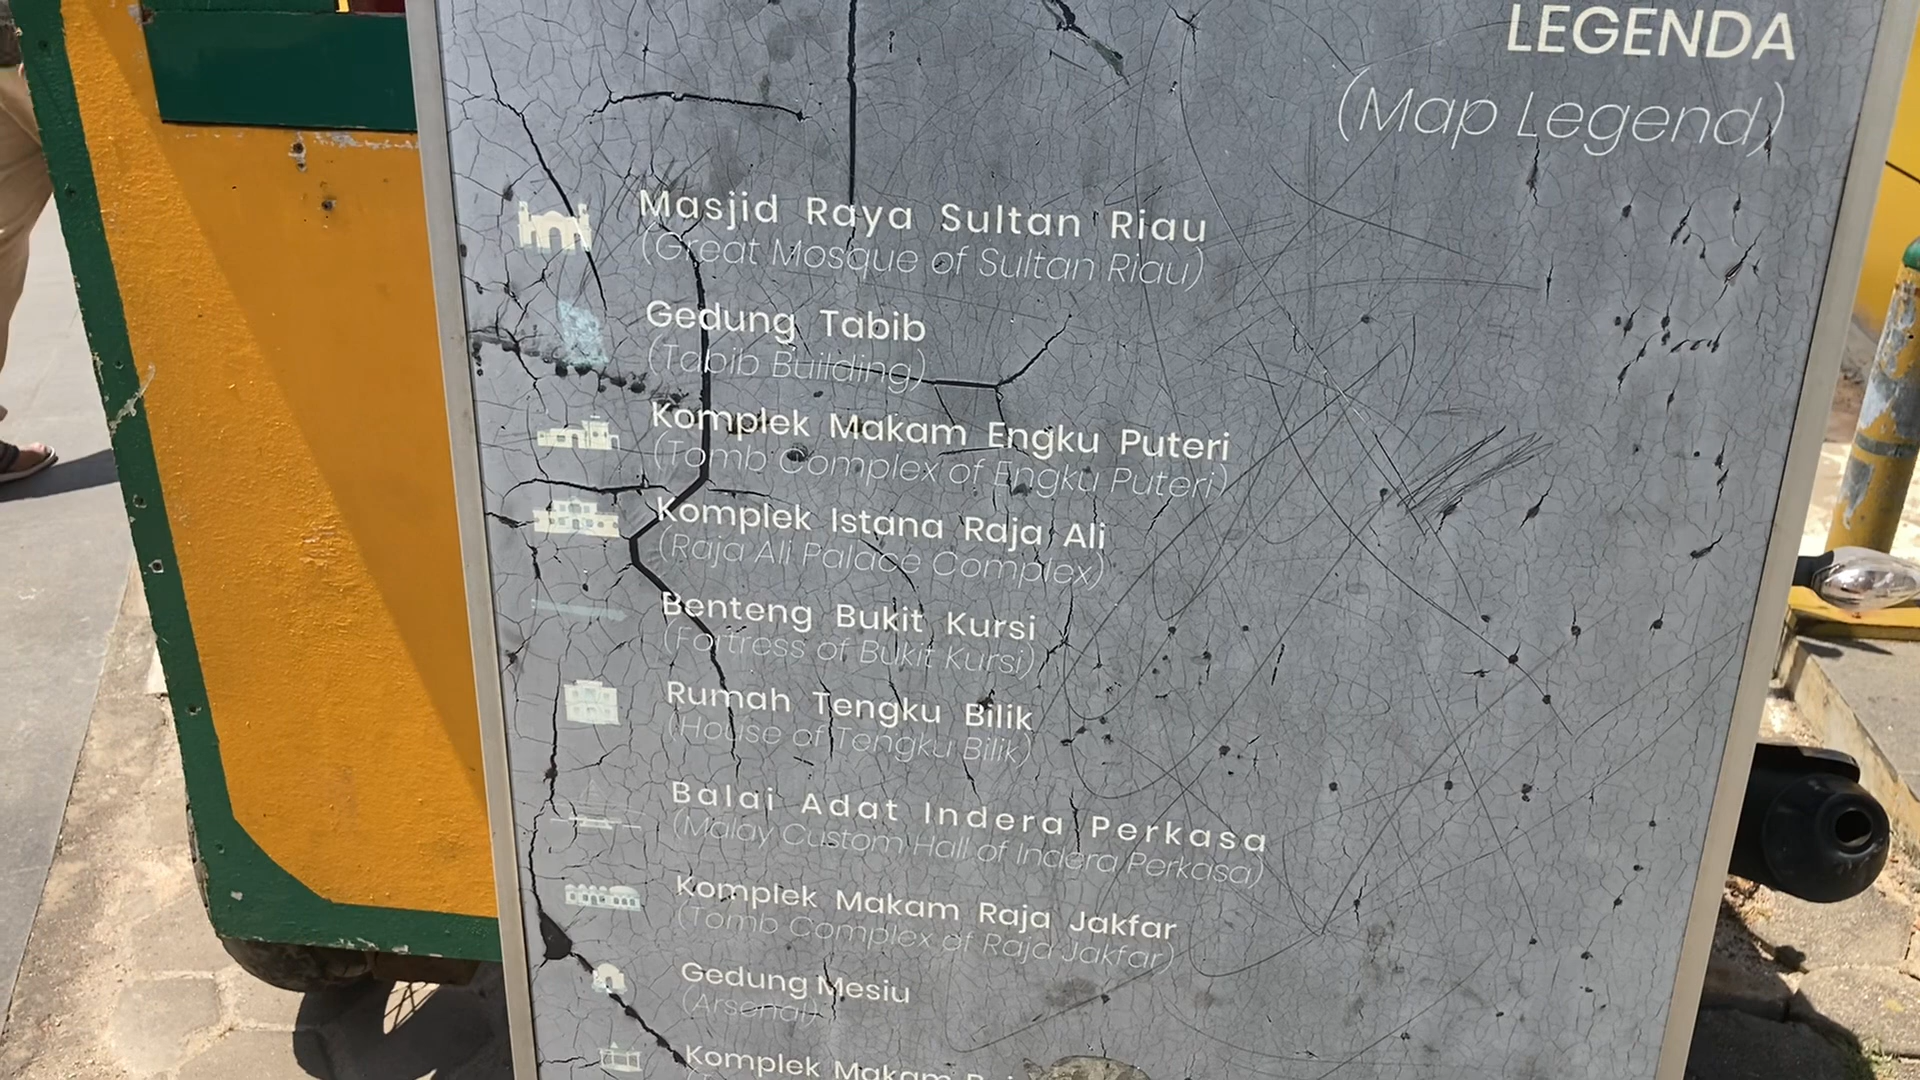 LEGENDA
(Map Legend)
Masjid Raya Sultan Riau
(Great Mosque of Sultan Riau)
Gedung Tabib
(Tabib Building)
Komplek Makam Engku Puteri
(Tomb Complex of Engku Puteri)
Komplek Istana Raja Ali
(Raja Ali Palace Complex)
Benteng Bukit Kursi
(Fortress of Bukit Kursi)
Rumah Tengku Bilik
(House of Tengku Bilik)
Balai Adat Indera Perkasa
(Malay Custom Hall of Indera Perkasa)
Komplek Makam Raja Jakfar
(Tomb Complex of Raja Jakfar)
Gedung Mesiu
(Arsenal)
Komplek Makam